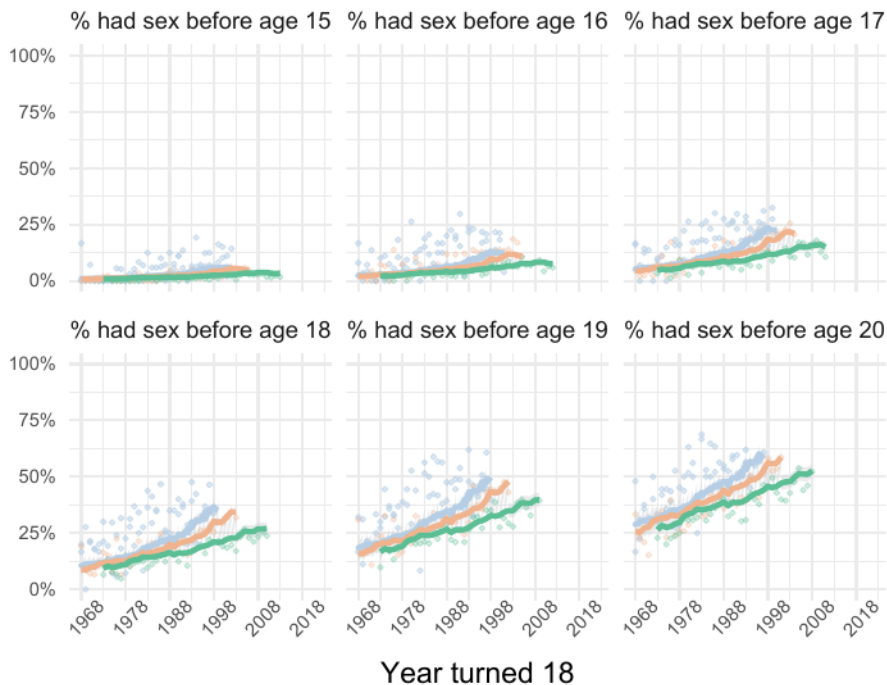 % had sex before age 15 % had sex before age 16 % had sex before age 17
100%
75%
50%
25%
0%
% had sex before age 18 % had sex before age 19 % had sex before age 20
100%
75%
50%
25%
0%
1968 1978 1988 1998 2008 2018 1968 1978 1988 1998 2008 2018 1968 1978 1988 1998 2008 2018
Year turned 18